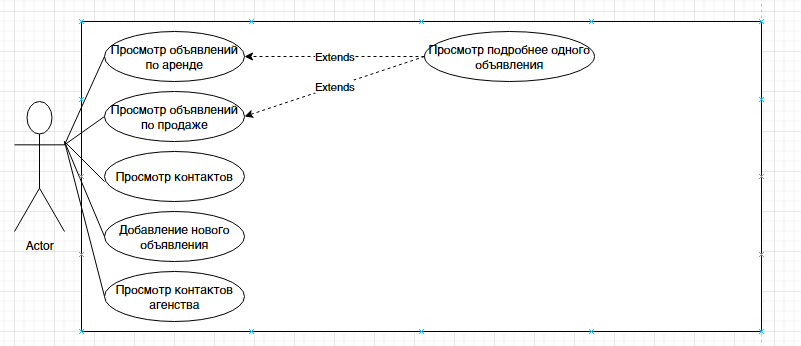 Просмотр объявлений
по аренде
Extends
Просмотр подробнее одного
объявления
Extends
Просмотр объявлений
по продаже
Просмотр контактов
Actor
Добавление нового
объявления
Просмотр контактов
агенства